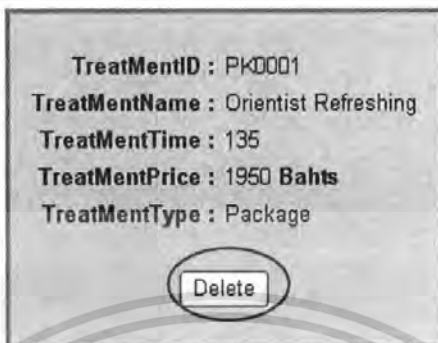 TreatMentID : PK0001
TreatMentName : Orientist Refreshing
TreatMentTime : 135
TreatMentPrice : 1950 Bahts
TreatMentType : Package
Delete